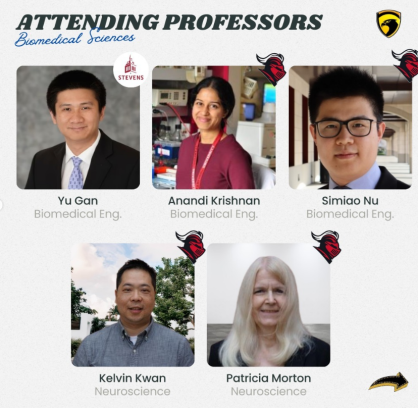 ATTENDING PROFESSORS
Biomedical Sciences
STEVENS
Yu Gan
Biomedical Eng.
Anandi Krishnan
Biomedical Eng.
Simiao Nu
Biomedical Eng.
Kelvin Kwan
Neuroscience
Patricia Morton
Neuroscience